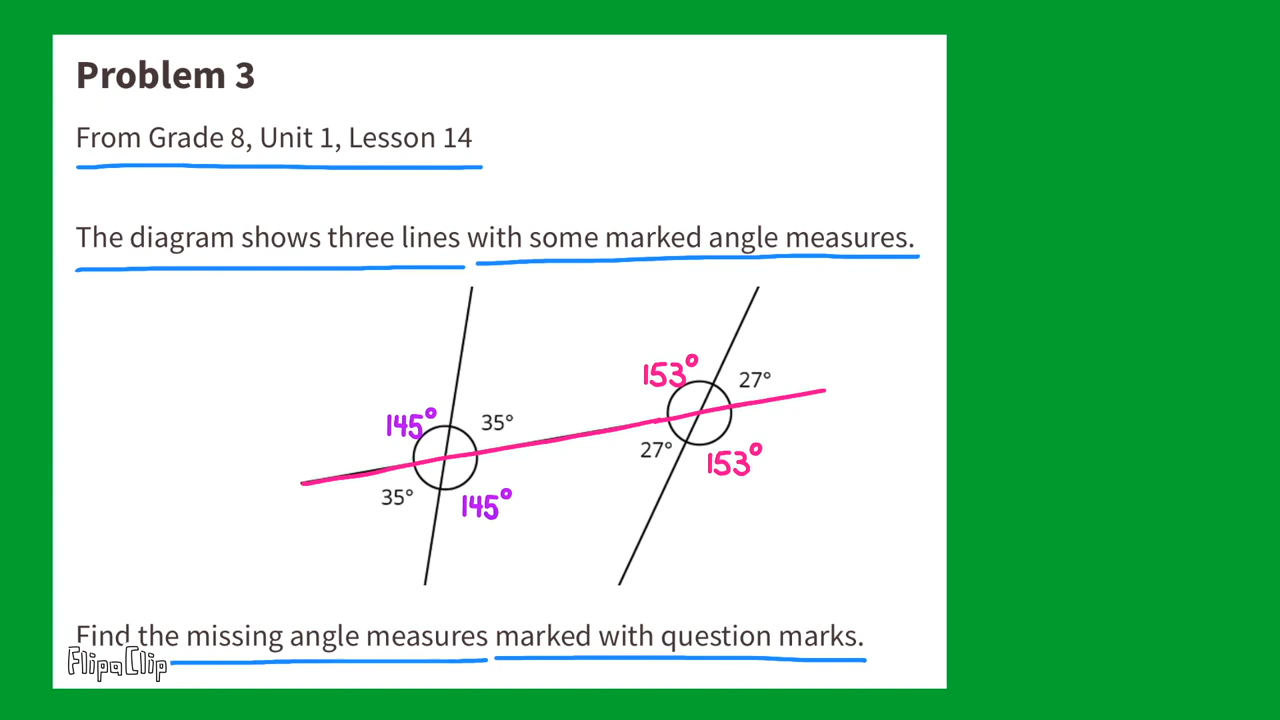 Problem 3
From Grade 8, Unit 1, Lesson 14
The diagram shows three lines with some marked angle measures.
153°
27°
145°
35°
27°
153°
35°
145°
Find the missing angle measures marked with question marks.
FlipaClip